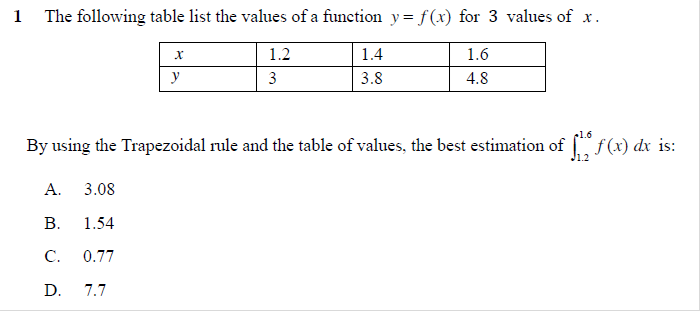 1 The following table list the values of a function y = f(x) for 3 values of x.
x 1.2 1.4 1.6
y 3 3.8 4.8
By using the Trapezoidal rule and the table of values, the best estimation of ∫_{1.2}^{1.6} f(x) dx is:
A. 3.08
B. 1.54
C. 0.77
D. 7.7